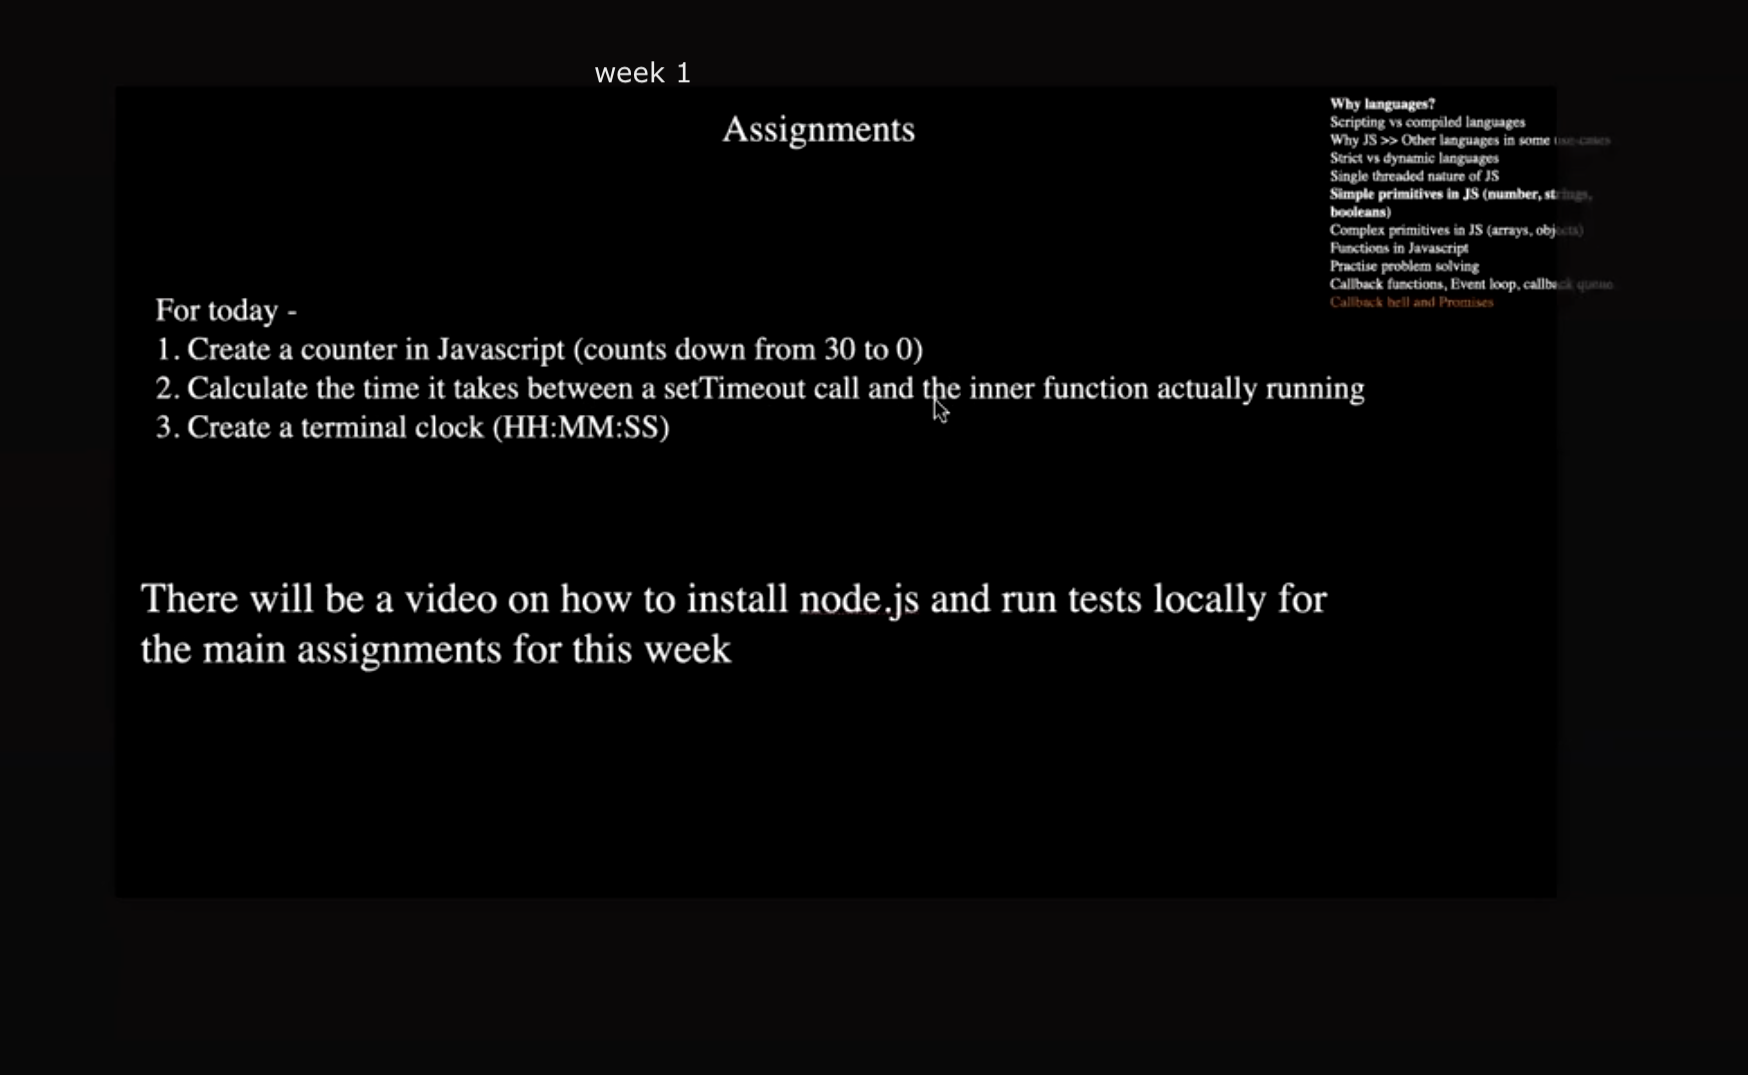 week 1
Assignments
Why languages?
Scripting vs compiled languages
Why JS >> Other languages in some use-cases
Strict vs dynamic languages
Single threaded nature of JS
Simple primitives in JS (number, strings,
booleans)
Complex primitives in JS (arrays, objects)
Functions in Javascript
Practise problem solving
Callback functions, Event loop, callback queue
Callback hell and Promises
For today -
1. Create a counter in Javascript (counts down from 30 to 0)
2. Calculate the time it takes between a setTimeout call and the inner function actually running
3. Create a terminal clock (HH:MM:SS)
There will be a video on how to install node.js and run tests locally for
the main assignments for this week